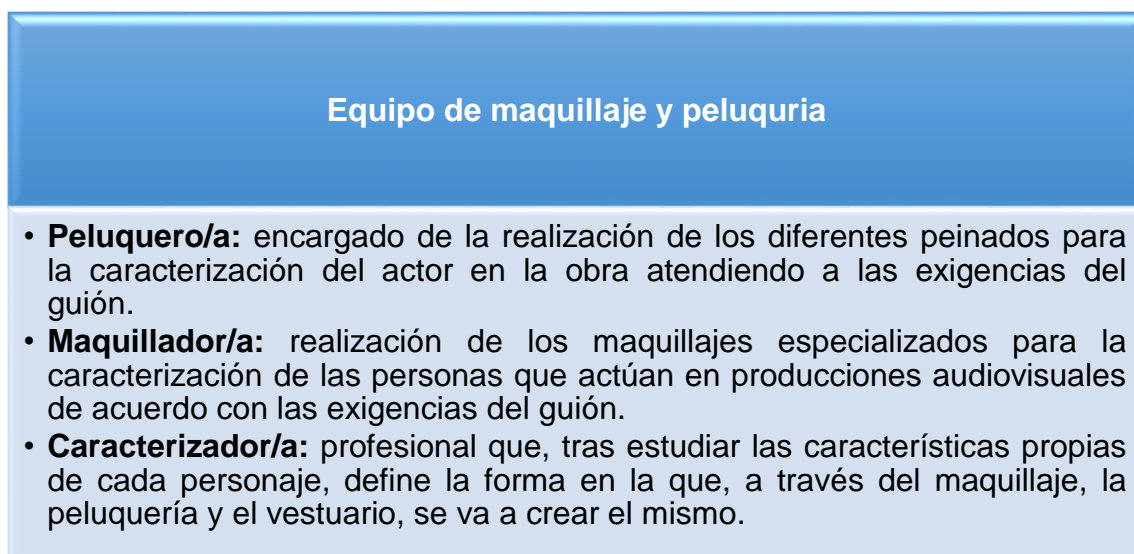 Equipo de maquillaje y peluquria
• Peluquero/a: encargado de la realización de los diferentes peinados para
la caracterización del actor en la obra atendiendo a las exigencias del
guión.
• Maquillador/a: realización de los maquillajes especializados para la
caracterización de las personas que actúan en producciones audiovisuales
de acuerdo con las exigencias del guión.
• Caracterizador/a: profesional que, tras estudiar las características propias
de cada personaje, define la forma en la que, a través del maquillaje, la
peluquería y el vestuario, se va a crear el mismo.